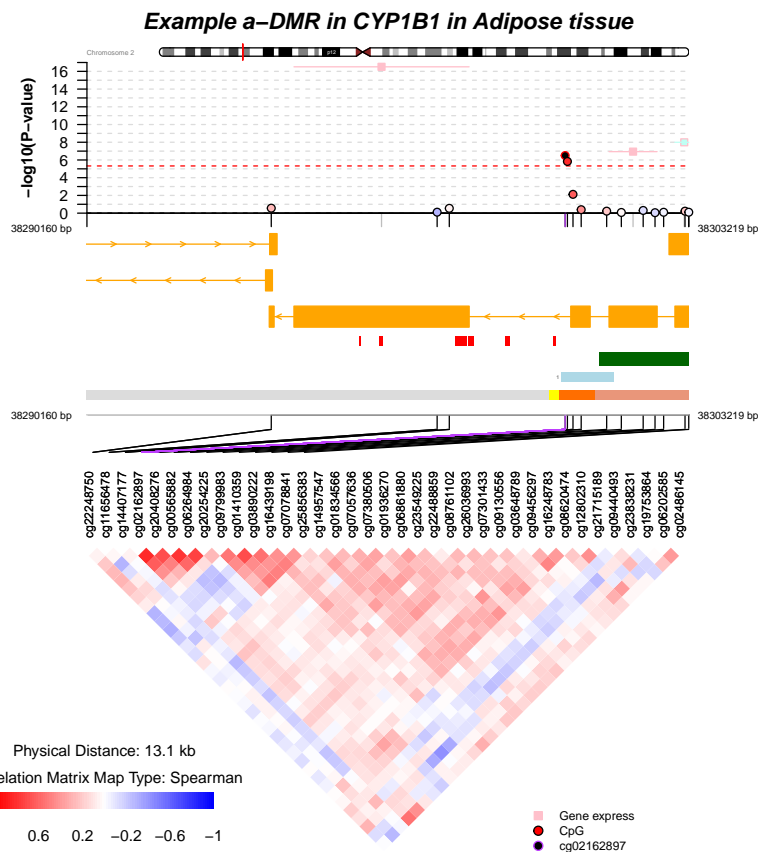 Example a−DMR in CYP1B1 in Adipose tissue
Chromosome 2
p12
−log10(P−value)
16
14
12
10
8
6
4
2
0
38290160 bp
38303219 bp
38290160 bp
38303219 bp
cg22248750
cg11656478
cg14407177
cg02162897
cg20408276
cg00565882
cg06264984
cg20254225
cg09799983
cg01410359
cg03890222
cg16439198
cg07078841
cg25856383
cg14957547
cg01834566
cg07057636
cg07380506
cg01936270
cg06861880
cg23549225
cg22488859
cg08761102
cg26036993
cg07301433
cg09130556
cg03648789
cg09456297
cg16248783
cg08620474
cg12802310
cg21715189
cg09440493
cg23838231
cg19753864
cg06202585
cg02486145
Physical Distance: 13.1 kb
elation Matrix Map Type: Spearman
0.6 0.2 −0.2 −0.6 −1
Gene express
CpG
cg02162897